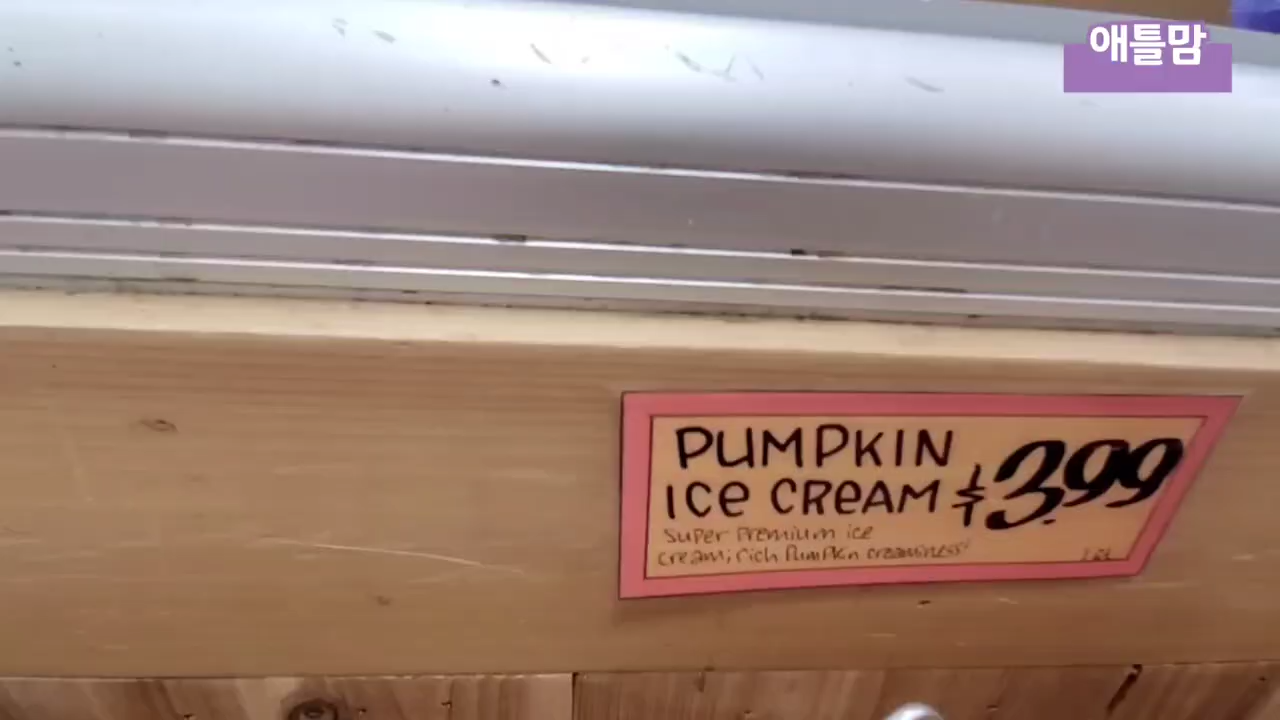 애틀맘
PUMPKIN
ICE CREAM $3.99
SUPER PREMIUM ICE
CREAM; RICH PUMPKIN CREAMINESS!